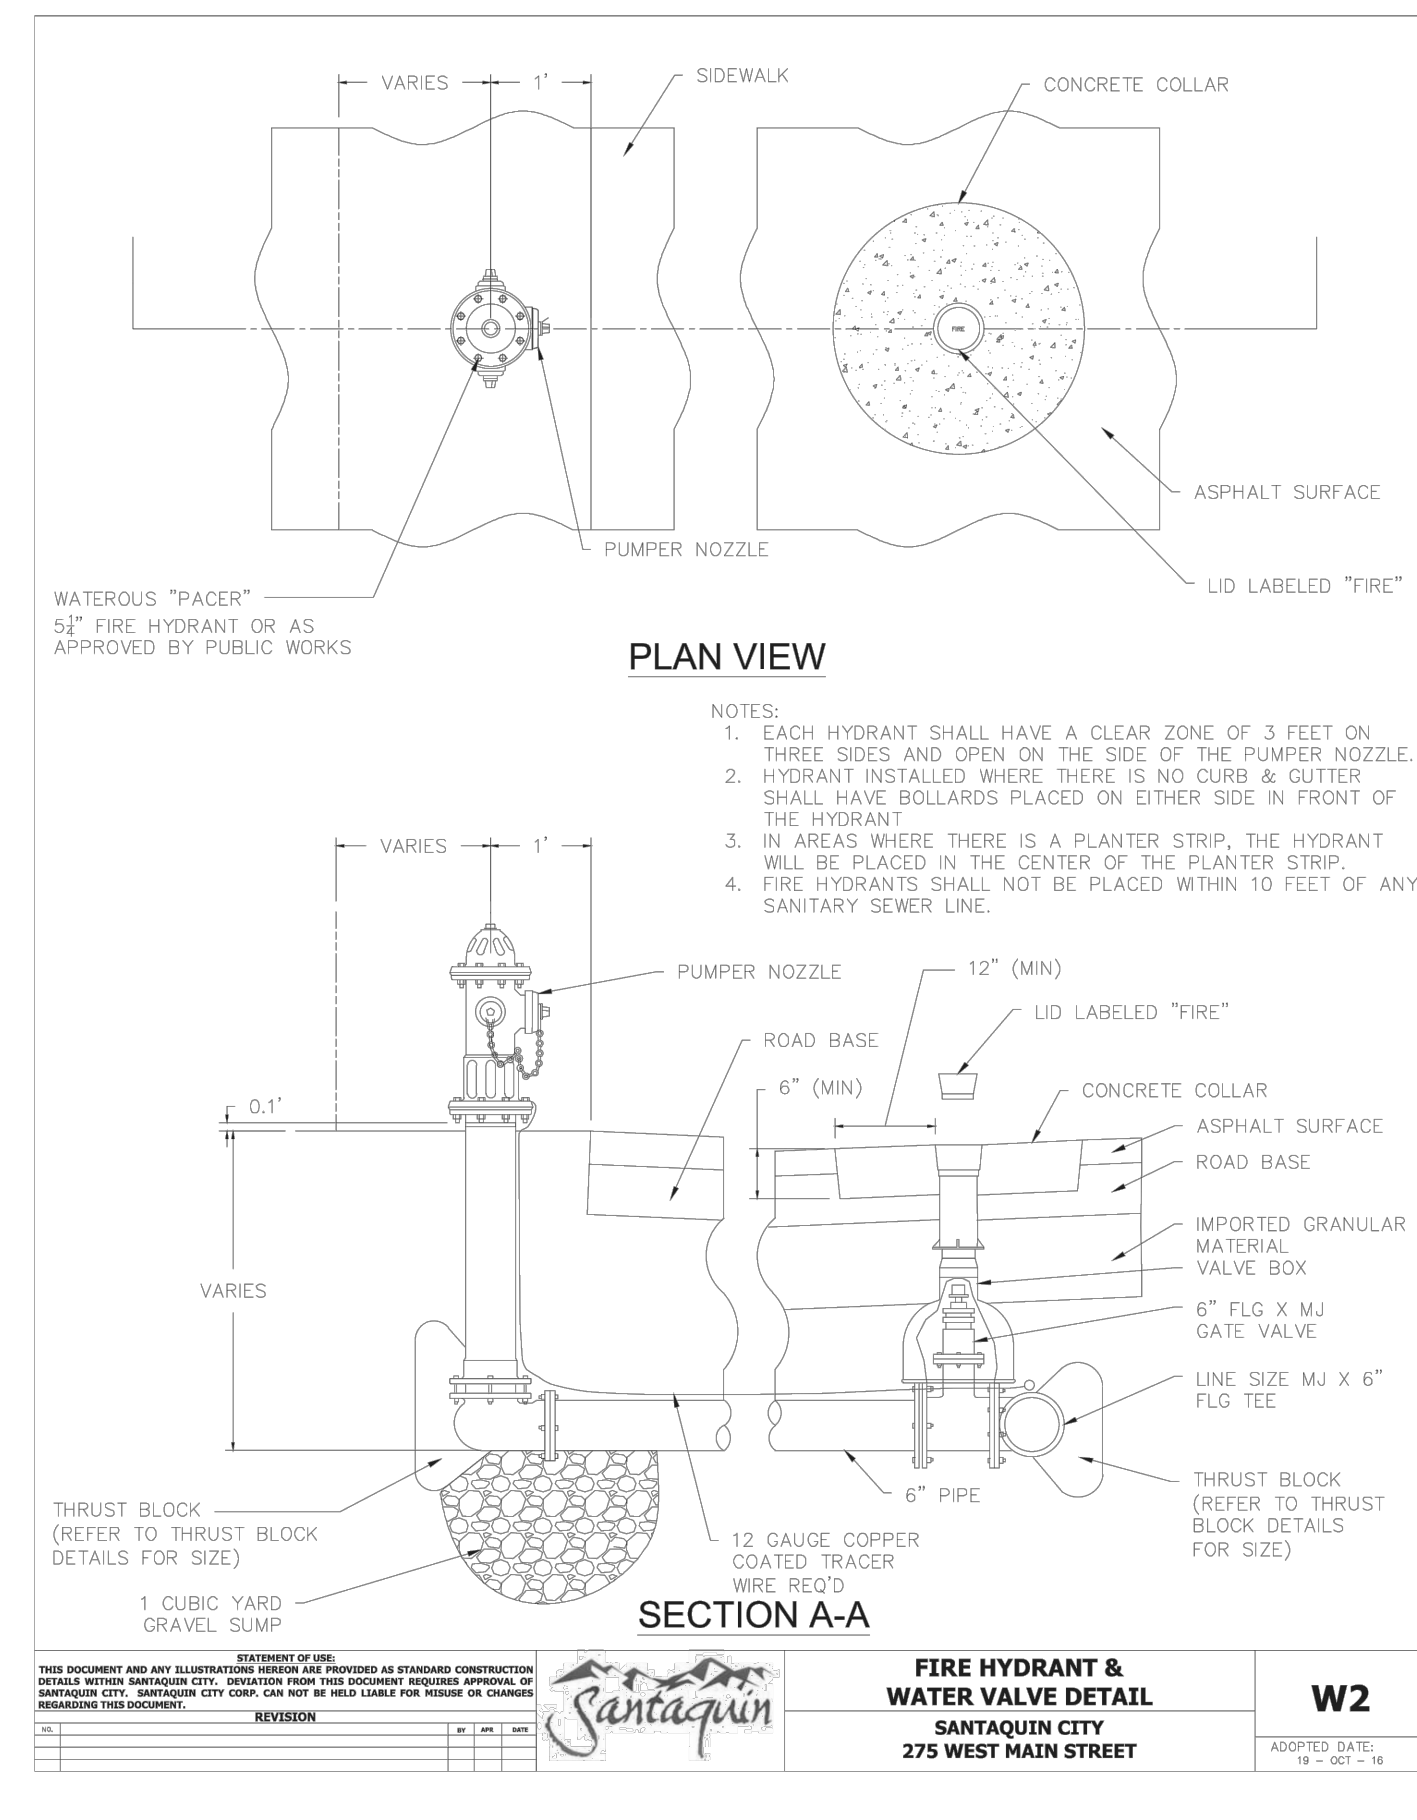 VARIES
1'
SIDEWALK
CONCRETE COLLAR
FIRE
ASPHALT SURFACE
PUMPER NOZZLE
LID LABELED "FIRE"
WATEROUS "PACER"
5 1/4" FIRE HYDRANT OR AS
APPROVED BY PUBLIC WORKS
PLAN VIEW
NOTES:
1. EACH HYDRANT SHALL HAVE A CLEAR ZONE OF 3 FEET ON
THREE SIDES AND OPEN ON THE SIDE OF THE PUMPER NOZZLE.
2. HYDRANT INSTALLED WHERE THERE IS NO CURB & GUTTER
SHALL HAVE BOLLARDS PLACED ON EITHER SIDE IN FRONT OF
THE HYDRANT
3. IN AREAS WHERE THERE IS A PLANTER STRIP, THE HYDRANT
WILL BE PLACED IN THE CENTER OF THE PLANTER STRIP.
4. FIRE HYDRANTS SHALL NOT BE PLACED WITHIN 10 FEET OF ANY
SANITARY SEWER LINE.
VARIES
1'
PUMPER NOZZLE
12" (MIN)
LID LABELED "FIRE"
ROAD BASE
6" (MIN)
CONCRETE COLLAR
0.1'
ASPHALT SURFACE
ROAD BASE
IMPORTED GRANULAR
MATERIAL
VALVE BOX
VARIES
6" FLG X MJ
GATE VALVE
LINE SIZE MJ X 6"
FLG TEE
THRUST BLOCK
(REFER TO THRUST
BLOCK DETAILS
FOR SIZE)
6" PIPE
THRUST BLOCK
(REFER TO THRUST BLOCK
DETAILS FOR SIZE)
12 GAUGE COPPER
COATED TRACER
WIRE REQ'D
1 CUBIC YARD
GRAVEL SUMP
SECTION A-A
STATEMENT OF USE:
THIS DOCUMENT AND ANY ILLUSTRATIONS HEREON ARE PROVIDED AS STANDARD CONSTRUCTION
DETAILS WITHIN SANTAQUIN CITY. DEVIATION FROM THIS DOCUMENT REQUIRES APPROVAL OF
SANTAQUIN CITY. SANTAQUIN CITY CORP. CAN NOT BE HELD LIABLE FOR MISUSE OR CHANGES
REGARDING THIS DOCUMENT.
REVISION
NO. BY APR DATE
Santaquin
FIRE HYDRANT &
WATER VALVE DETAIL
SANTAQUIN CITY
275 WEST MAIN STREET
W2
ADOPTED DATE:
19 - OCT - 16